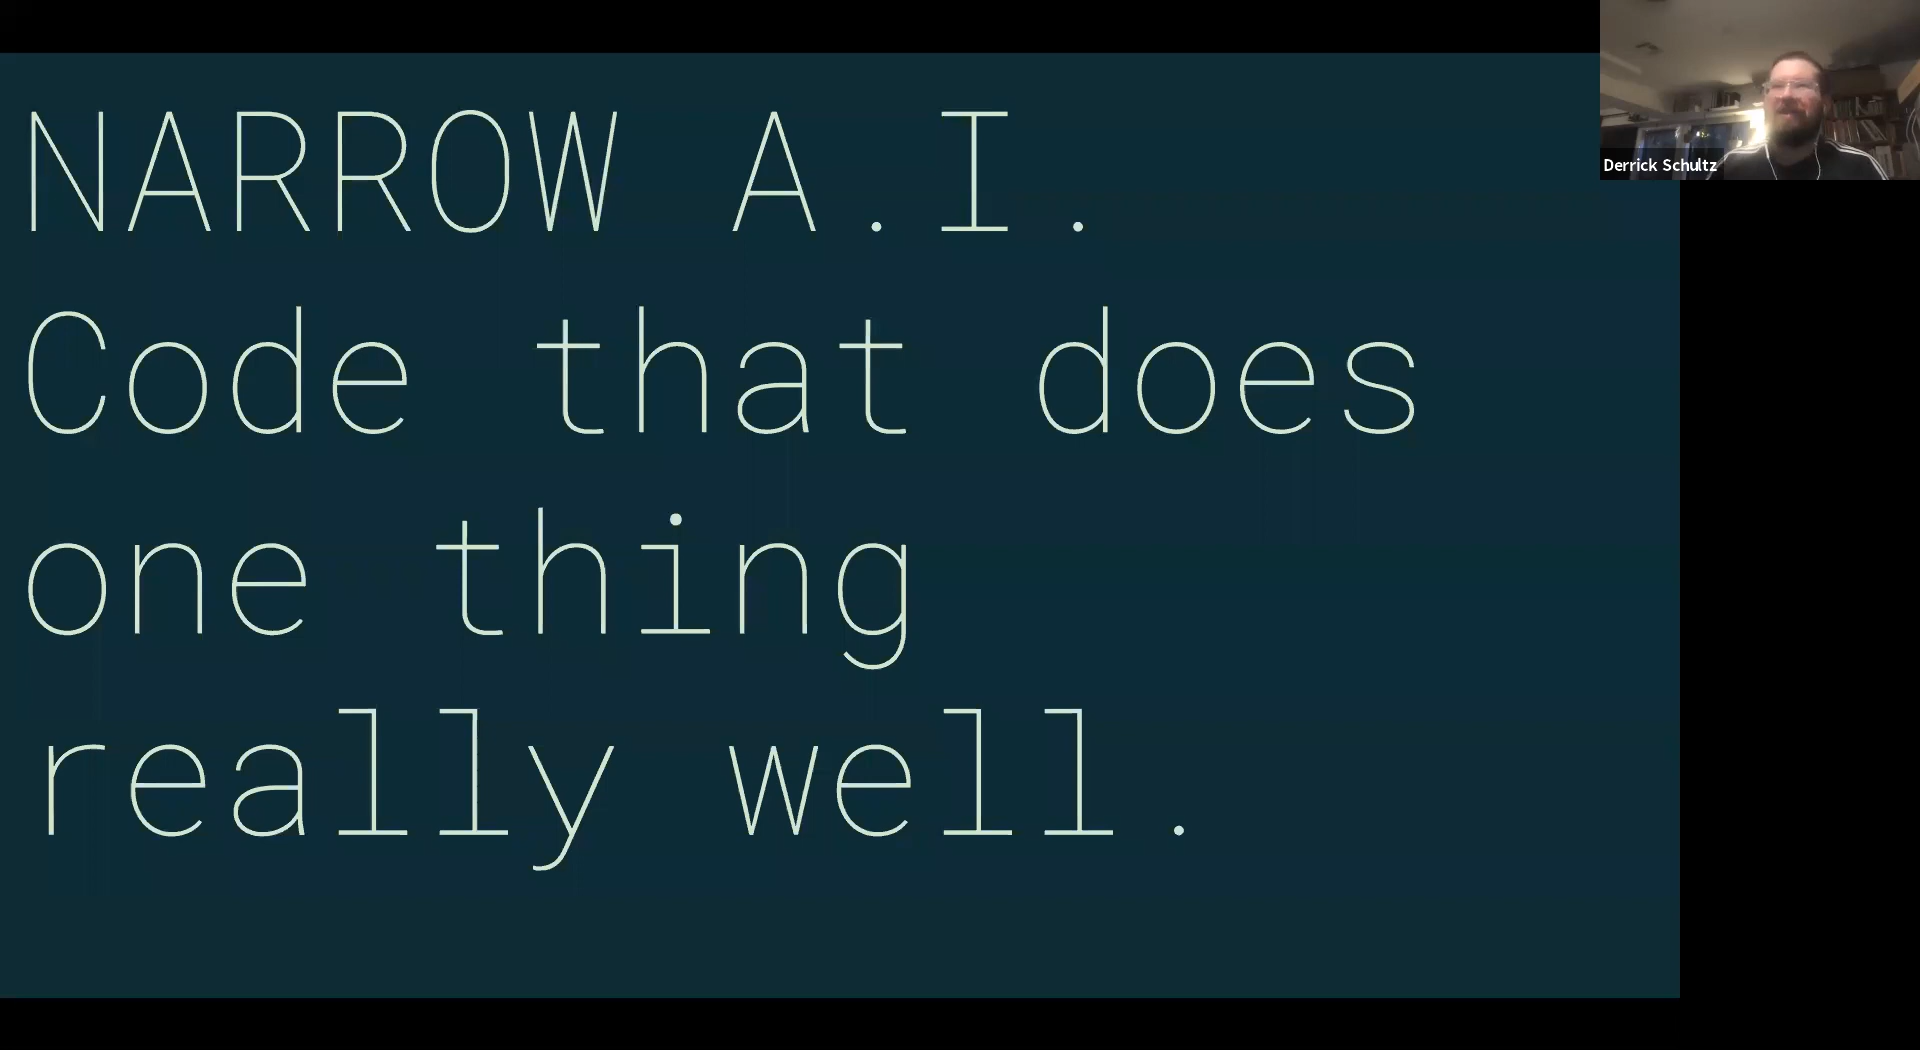 NARROW A.I.
Code that does
one thing
really well.
Derrick Schultz